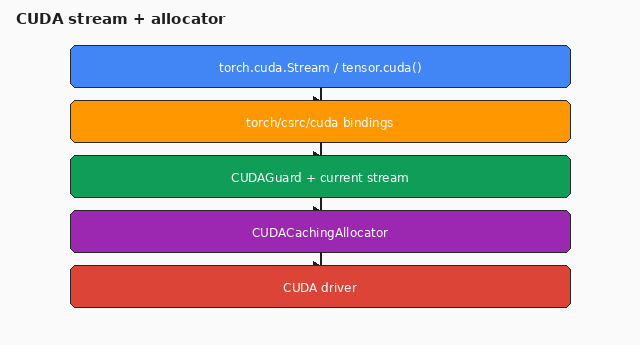 CUDA stream + allocator
torch.cuda.Stream / tensor.cuda()
torch/csrc/cuda bindings
CUDAGuard + current stream
CUDACachingAllocator
CUDA driver